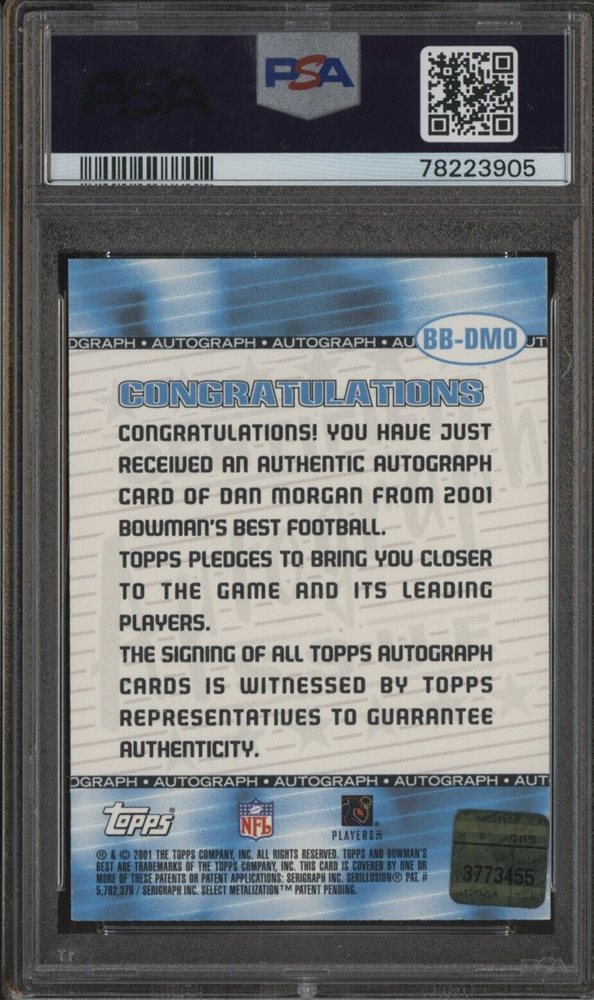 PSA
PSA
78223905
OGRAPH • AUTOGRAPH • AUTOGRAPH • AU
UT
BB-DMO
CONGRATULATIONS
CONGRATULATIONS! YOU HAVE JUST
RECEIVED AN AUTHENTIC AUTOGRAPH
CARD OF DAN MORGAN FROM 2001
BOWMAN'S BEST FOOTBALL.
TOPPS PLEDGES TO BRING YOU CLOSER
TO THE GAME AND ITS LEADING
PLAYERS.
THE SIGNING OF ALL TOPPS AUTOGRAPH
CARDS IS WITNESSED BY TOPPS
REPRESENTATIVES TO GUARANTEE
AUTHENTICITY.
OGRAPH • AUTOGRAPH • AUTOGRAPH • AUTOGRAPH • AUT
Topps®
NFL
PLAYERS INC
3773455
® & © 2001 THE TOPPS COMPANY, INC. ALL RIGHTS RESERVED. TOPPS AND BOWMAN'S
BEST ARE TRADEMARKS OF THE TOPPS COMPANY, INC. THIS CARD IS COVERED BY ONE OR
MORE OF THESE PATENTS OR PATENT APPLICATIONS: SERIGRAPH INC. SERILLUSION® PAT. #
5,762,379 / SERIGRAPH INC. SELECT METALIZATION™ PATENT PENDING.